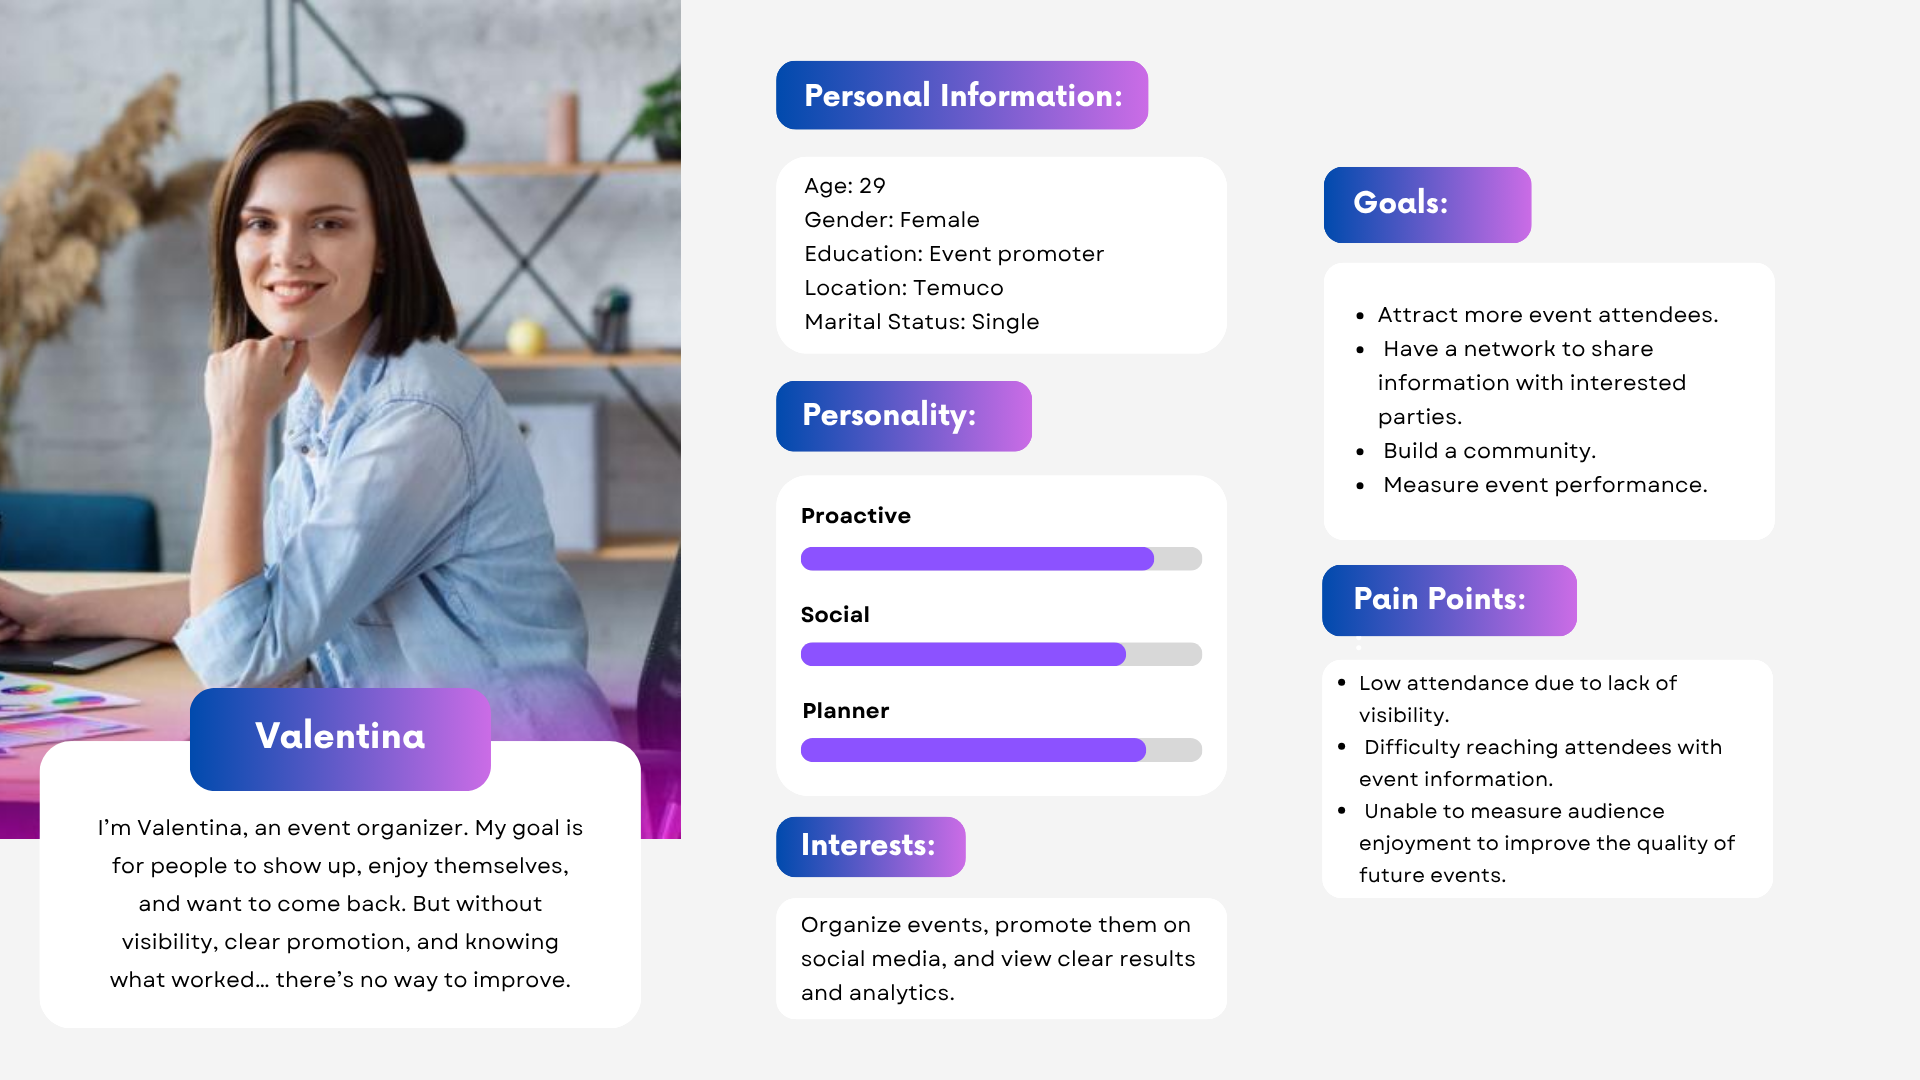 Valentina
I’m Valentina, an event organizer. My goal is
for people to show up, enjoy themselves,
and want to come back. But without
visibility, clear promotion, and knowing
what worked... there’s no way to improve.
Personal Information:
Age: 29
Gender: Female
Education: Event promoter
Location: Temuco
Marital Status: Single
Personality:
Proactive
Social
Planner
Interests:
Organize events, promote them on
social media, and view clear results
and analytics.
Goals:
• Attract more event attendees.
• Have a network to share
information with interested
parties.
• Build a community.
• Measure event performance.
Pain Points:
• Low attendance due to lack of
visibility.
• Difficulty reaching attendees with
event information.
• Unable to measure audience
enjoyment to improve the quality of
future events.